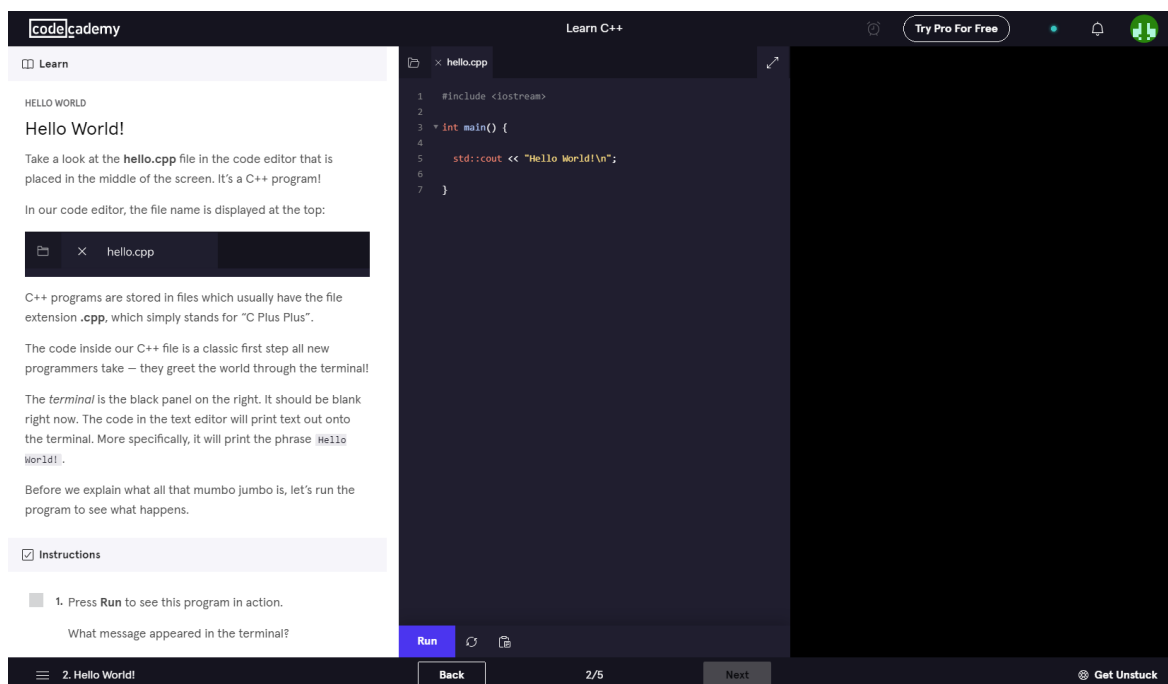 codecademy
Learn C++
Try Pro For Free
Learn
HELLO WORLD
Hello World!
Take a look at the hello.cpp file in the code editor that is
placed in the middle of the screen. It's a C++ program!
In our code editor, the file name is displayed at the top:
hello.cpp
C++ programs are stored in files which usually have the file
extension .cpp, which simply stands for "C Plus Plus".
The code inside our C++ file is a classic first step all new
programmers take — they greet the world through the terminal!
The terminal is the black panel on the right. It should be blank
right now. The code in the text editor will print text out onto
the terminal. More specifically, it will print the phrase Hello
World! .
Before we explain what all that mumbo jumbo is, let's run the
program to see what happens.
Instructions
1. Press Run to see this program in action.
What message appeared in the terminal?
hello.cpp
1 #include <iostream>
2
3 int main() {
4
5 std::cout << "Hello World!\n";
6
7 }
Run
2. Hello World!
Back
2/5
Next
Get Unstuck